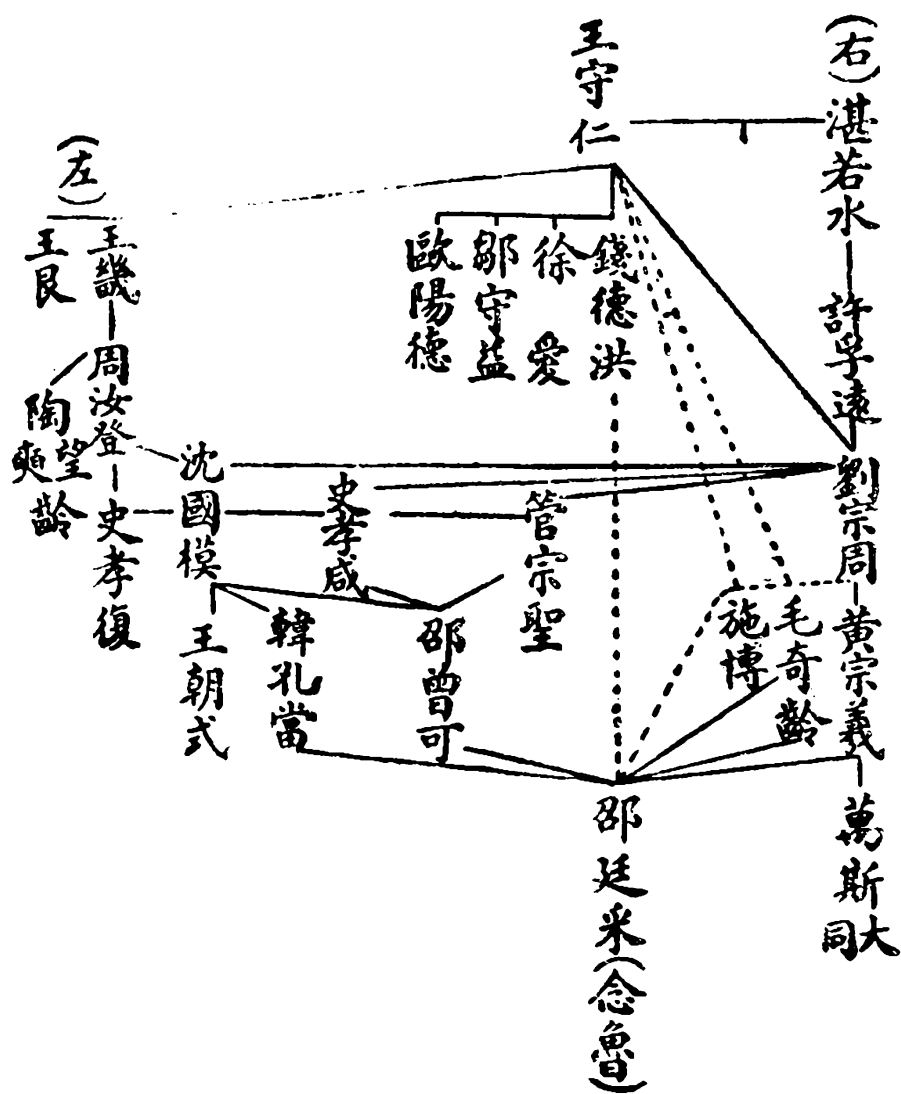 (右)
湛若水
許孚遠
劉宗周
黄宗羲
萬斯大同
王守仁
錢德洪
徐愛
鄒守益
歐陽德
毛奇齡
施博
邵廷采(念魯)
管宗聖
邵曾可
史孝咸
韓孔當
沈國模
王朝式
(左)
王畿
周汝登
史孝復
王艮
陶望奭齡